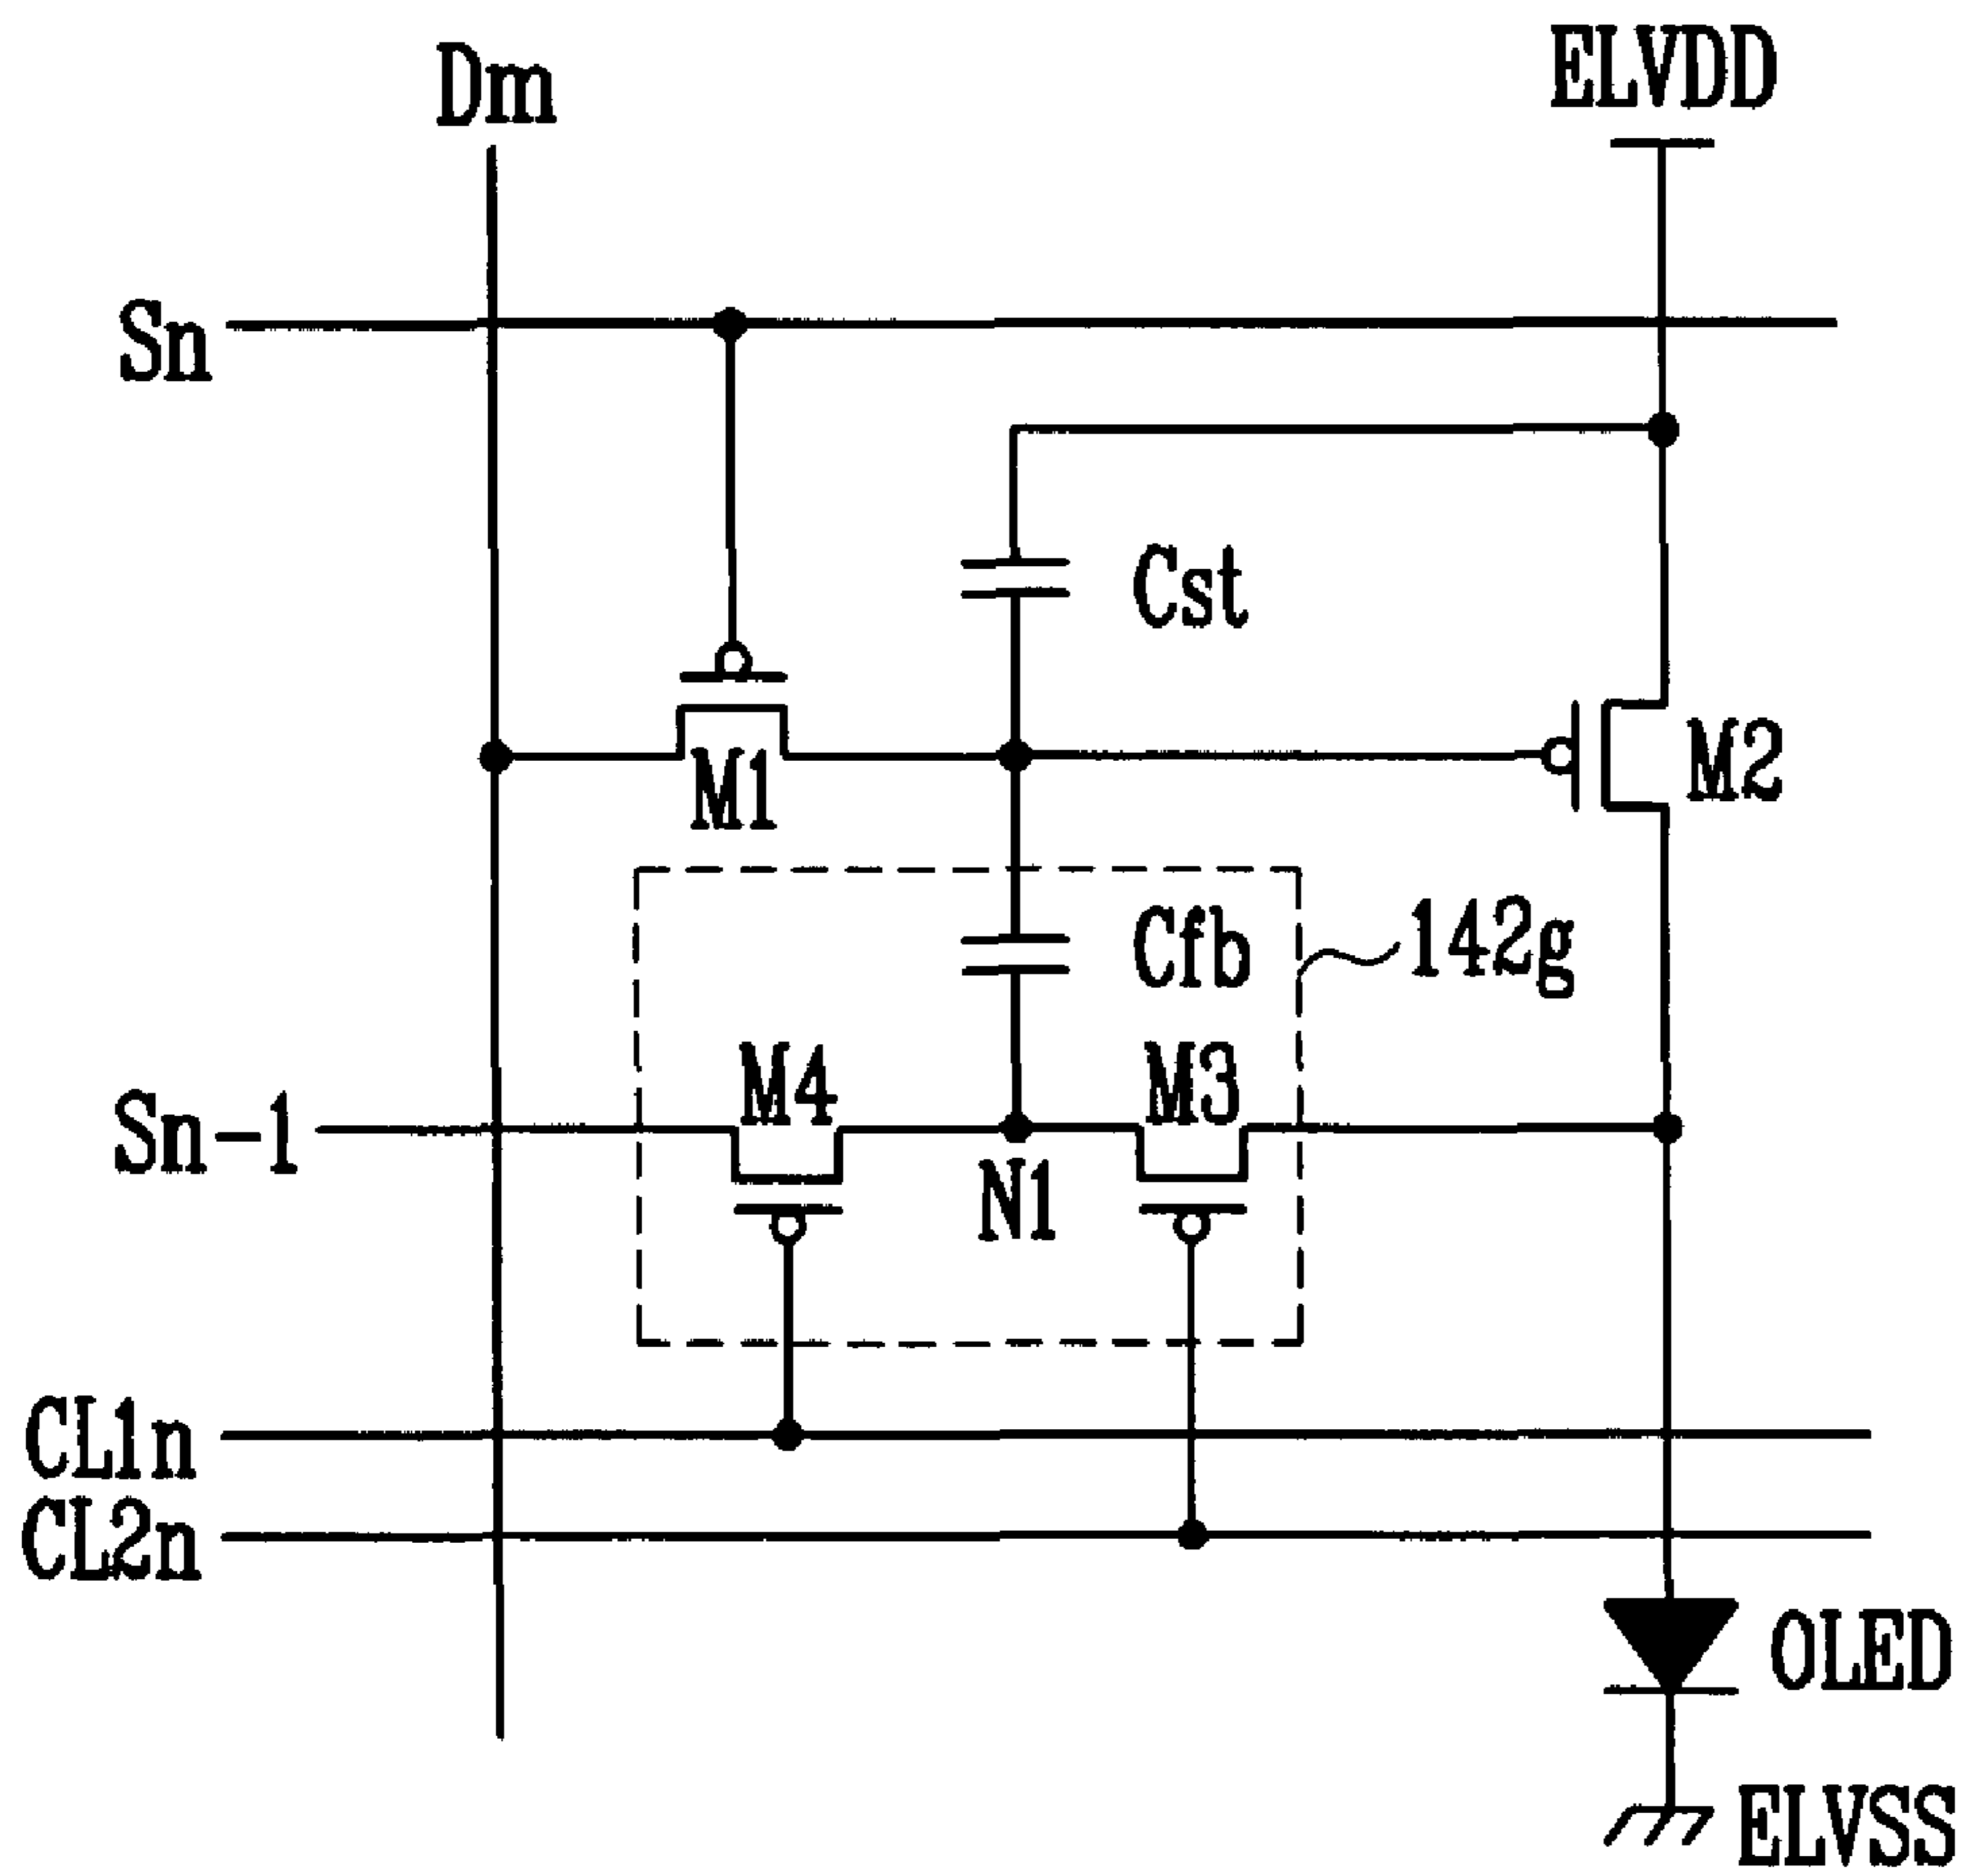 Dm
ELVDD
Sn
Cst
M1
M2
Cfb
142g
M4
M3
Sn-1
N1
CL1n
CL2n
OLED
ELVSS